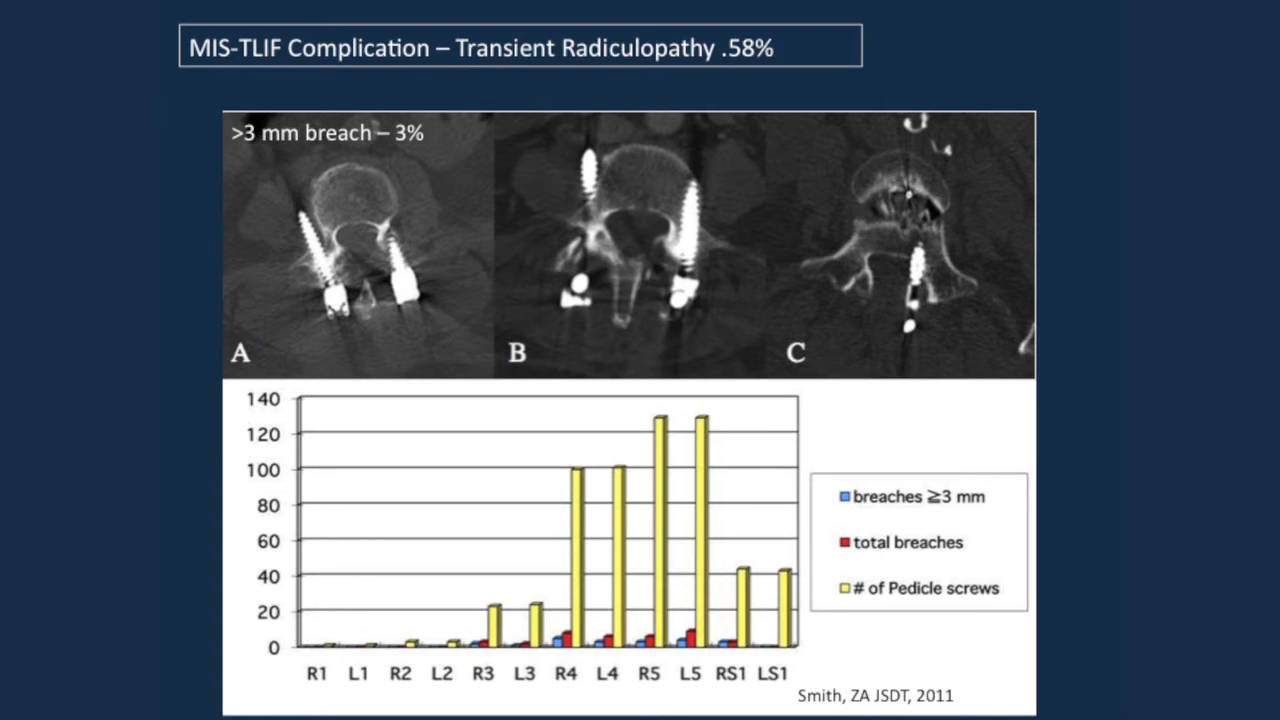 MIS-TLIF Complication – Transient Radiculopathy .58%
>3 mm breach – 3%
A
B
C
140
120
100
80
60
40
20
0
R1 L1 R2 L2 R3 L3 R4 L4 R5 L5 RS1 LS1
breaches ≧3 mm
total breaches
# of Pedicle screws
Smith, ZA JSDT, 2011